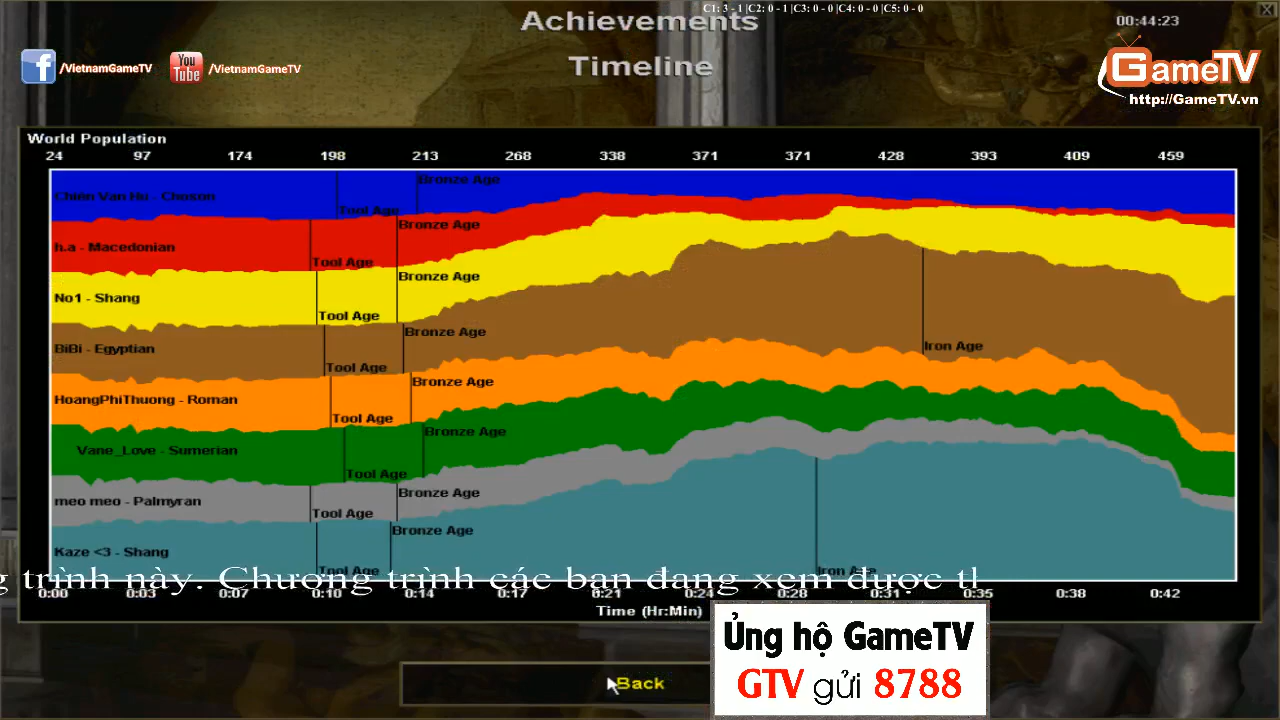 C1: 3 - 1 |C2: 0 - 1 |C3: 0 - 0 |C4: 0 - 0 |C5: 0 - 0
Achievements
00:44:23
Timeline
/VietnamGameTV
You Tube /VietnamGameTV
GameTV
http://GameTV.vn
World Population
24 97 174 198 213 268 338 371 371 428 393 409 459
Bronze Age
Chien Van Hu - Choson
Tool Age
Bronze Age
h.a - Macedonian
Tool Age
Bronze Age
No1 - Shang
Tool Age
Bronze Age
BiBi - Egyptian
Iron Age
Tool Age
Bronze Age
HoangPhiThuong - Roman
Tool Age
Bronze Age
Vane_Love - Sumerian
Tool Age
Bronze Age
meo meo - Palmyran
Tool Age
Bronze Age
Kaze <3 - Shang
Tool Age
Iron Age
g trình này. Chương trình các bạn đang xem được tl
0:00 0:03 0:07 0:10 0:14 0:17 0:21 0:24 0:28 0:31 0:35 0:38 0:42
Time (Hr:Min)
Ủng hộ GameTV
GTV gửi 8788
Back